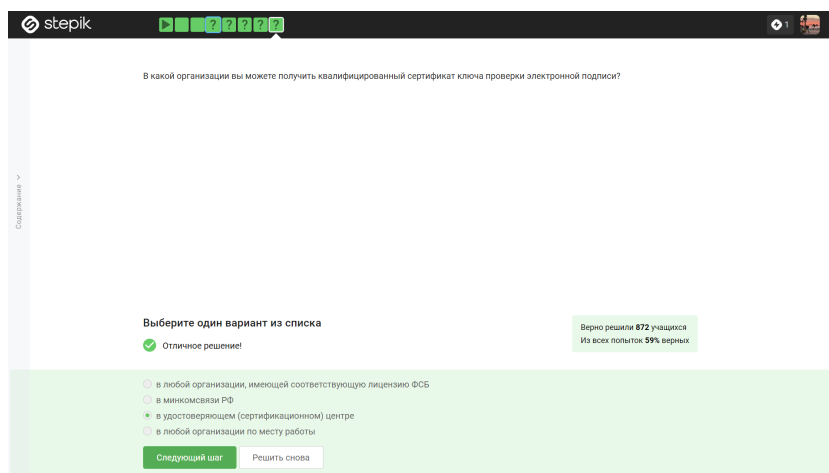 stepik
? ? ? ? ?
1
В какой организации вы можете получить квалифицированный сертификат ключа проверки электронной подписи?
Содержание >
Выберите один вариант из списка
Отличное решение!
Верно решили 872 учащихся
Из всех попыток 59% верных
в любой организации, имеющей соответствующую лицензию ФСБ
в минкомсвязи РФ
в удостоверяющем (сертификационном) центре
в любой организации по месту работы
Следующий шаг
Решить снова